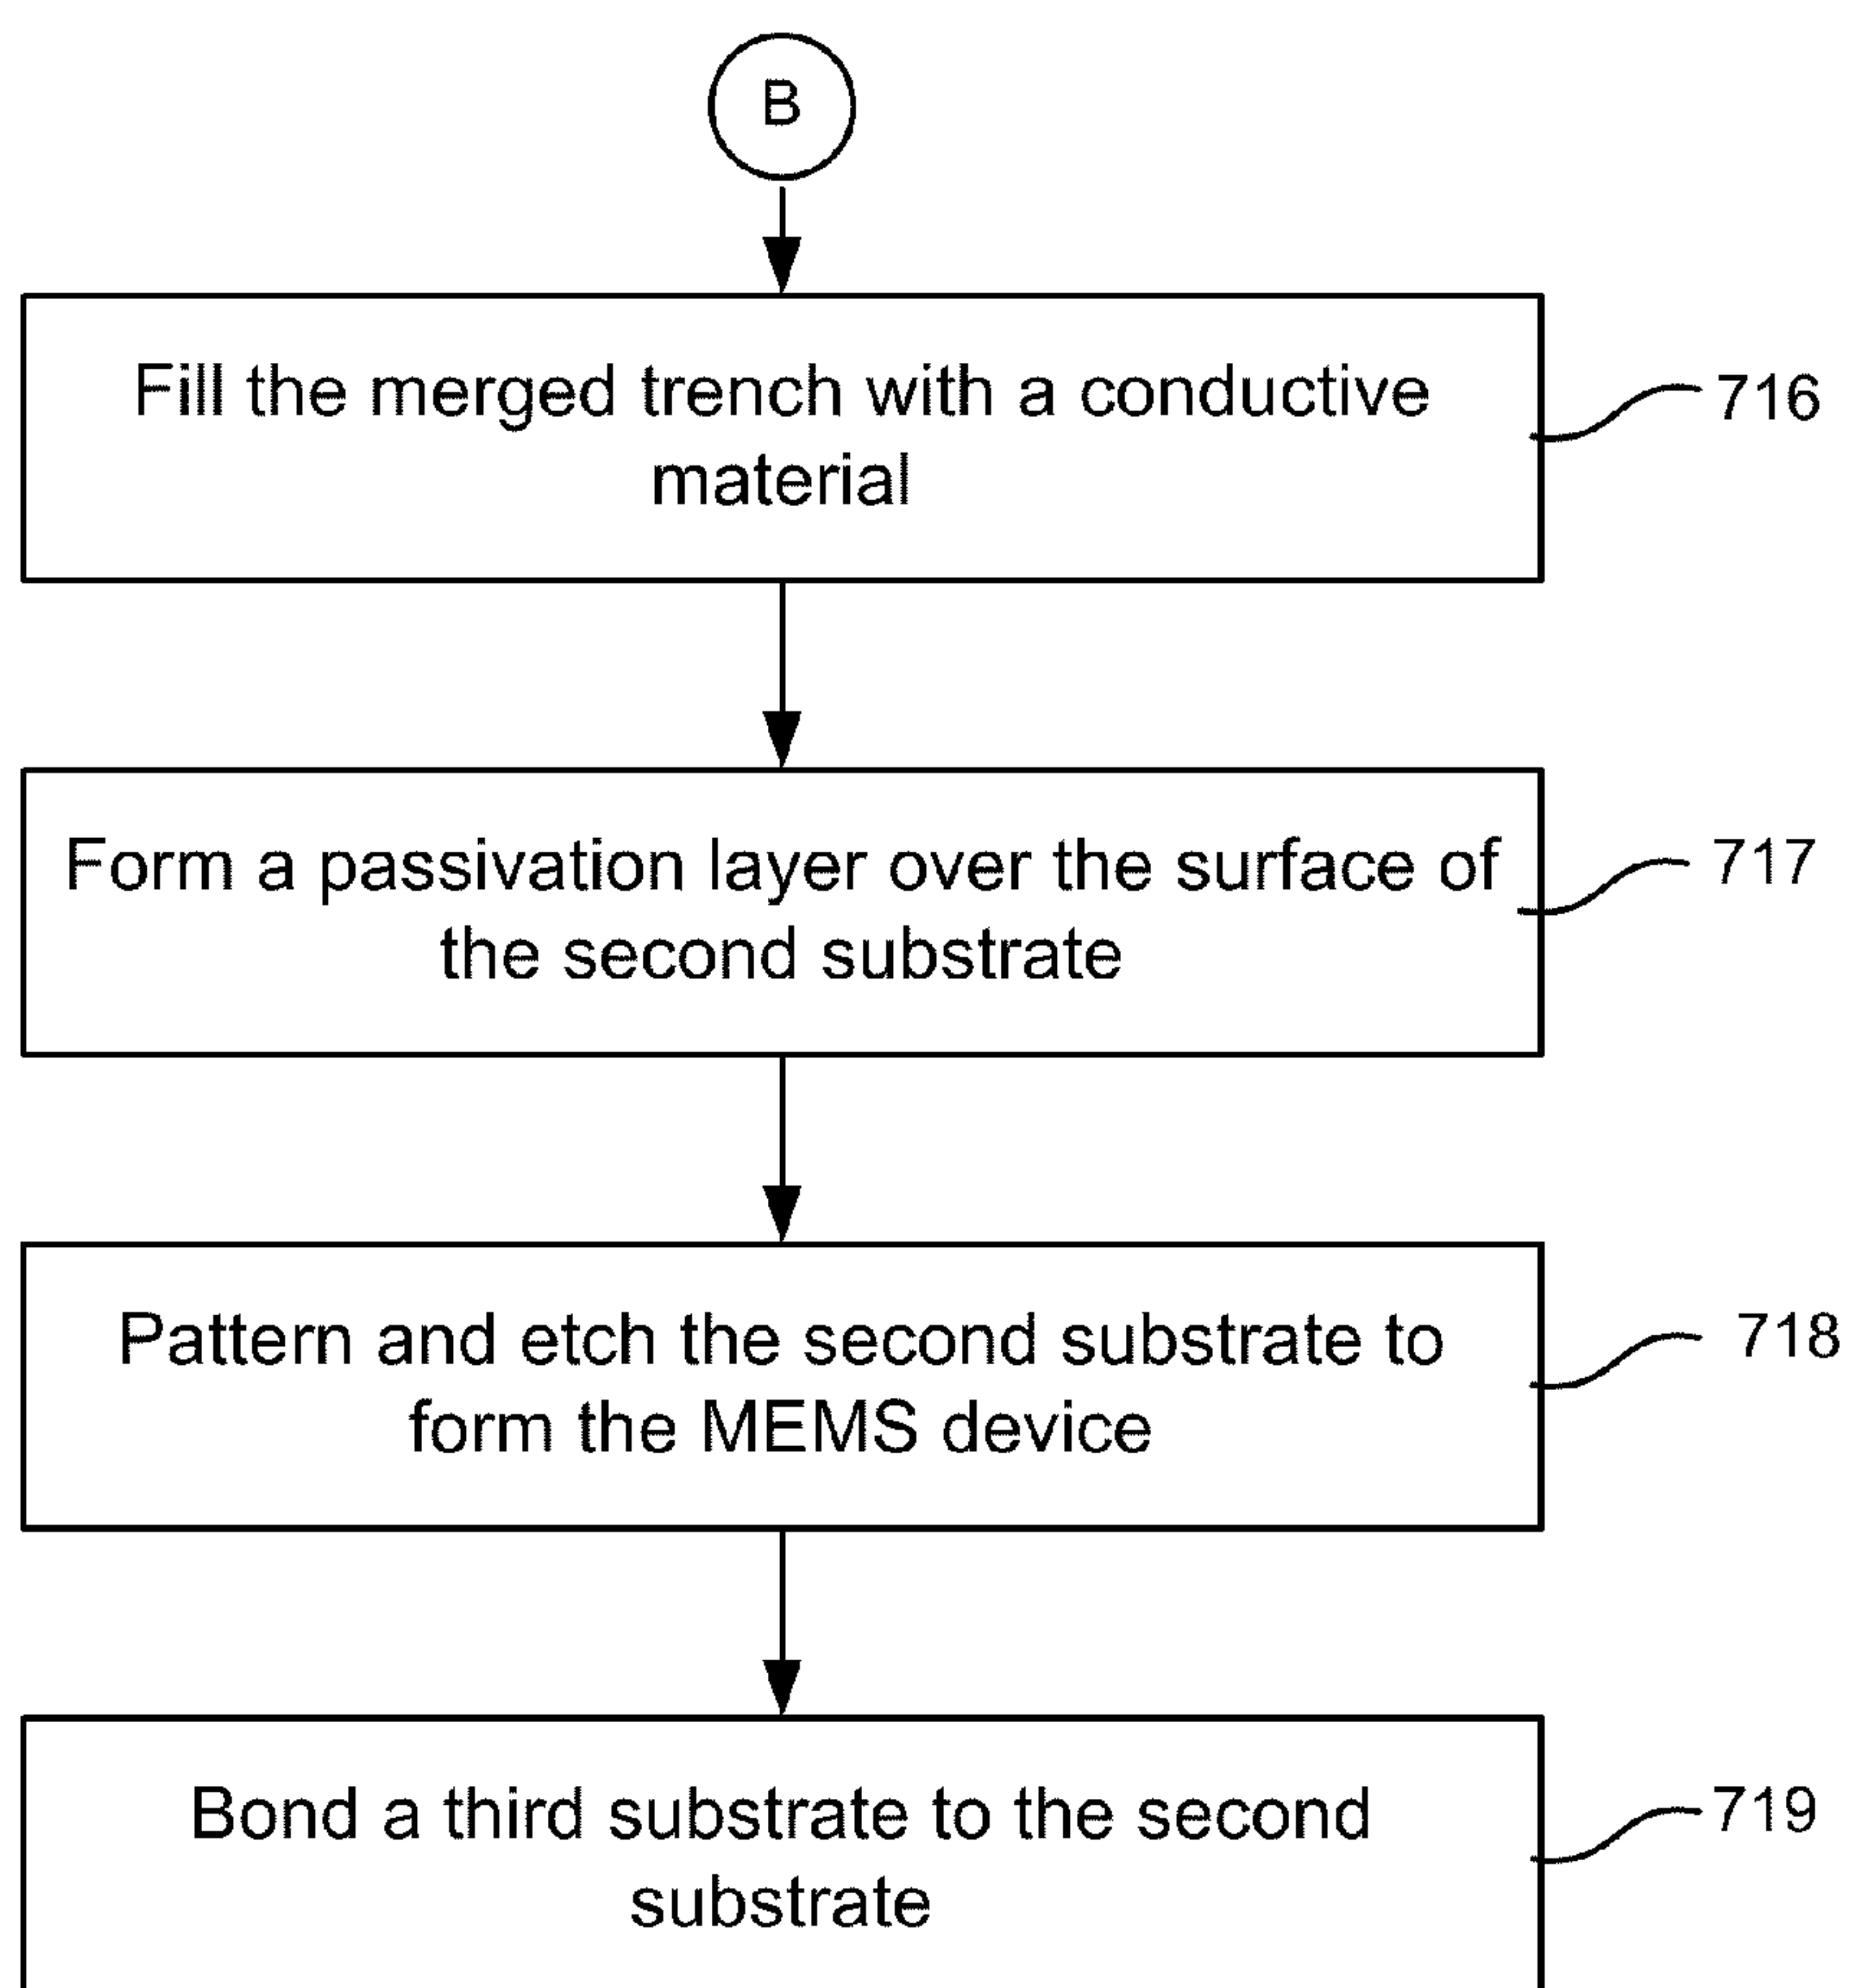 B
Fill the merged trench with a conductive
material
716
Form a passivation layer over the surface of
the second substrate
717
Pattern and etch the second substrate to
form the MEMS device
718
Bond a third substrate to the second
substrate
719